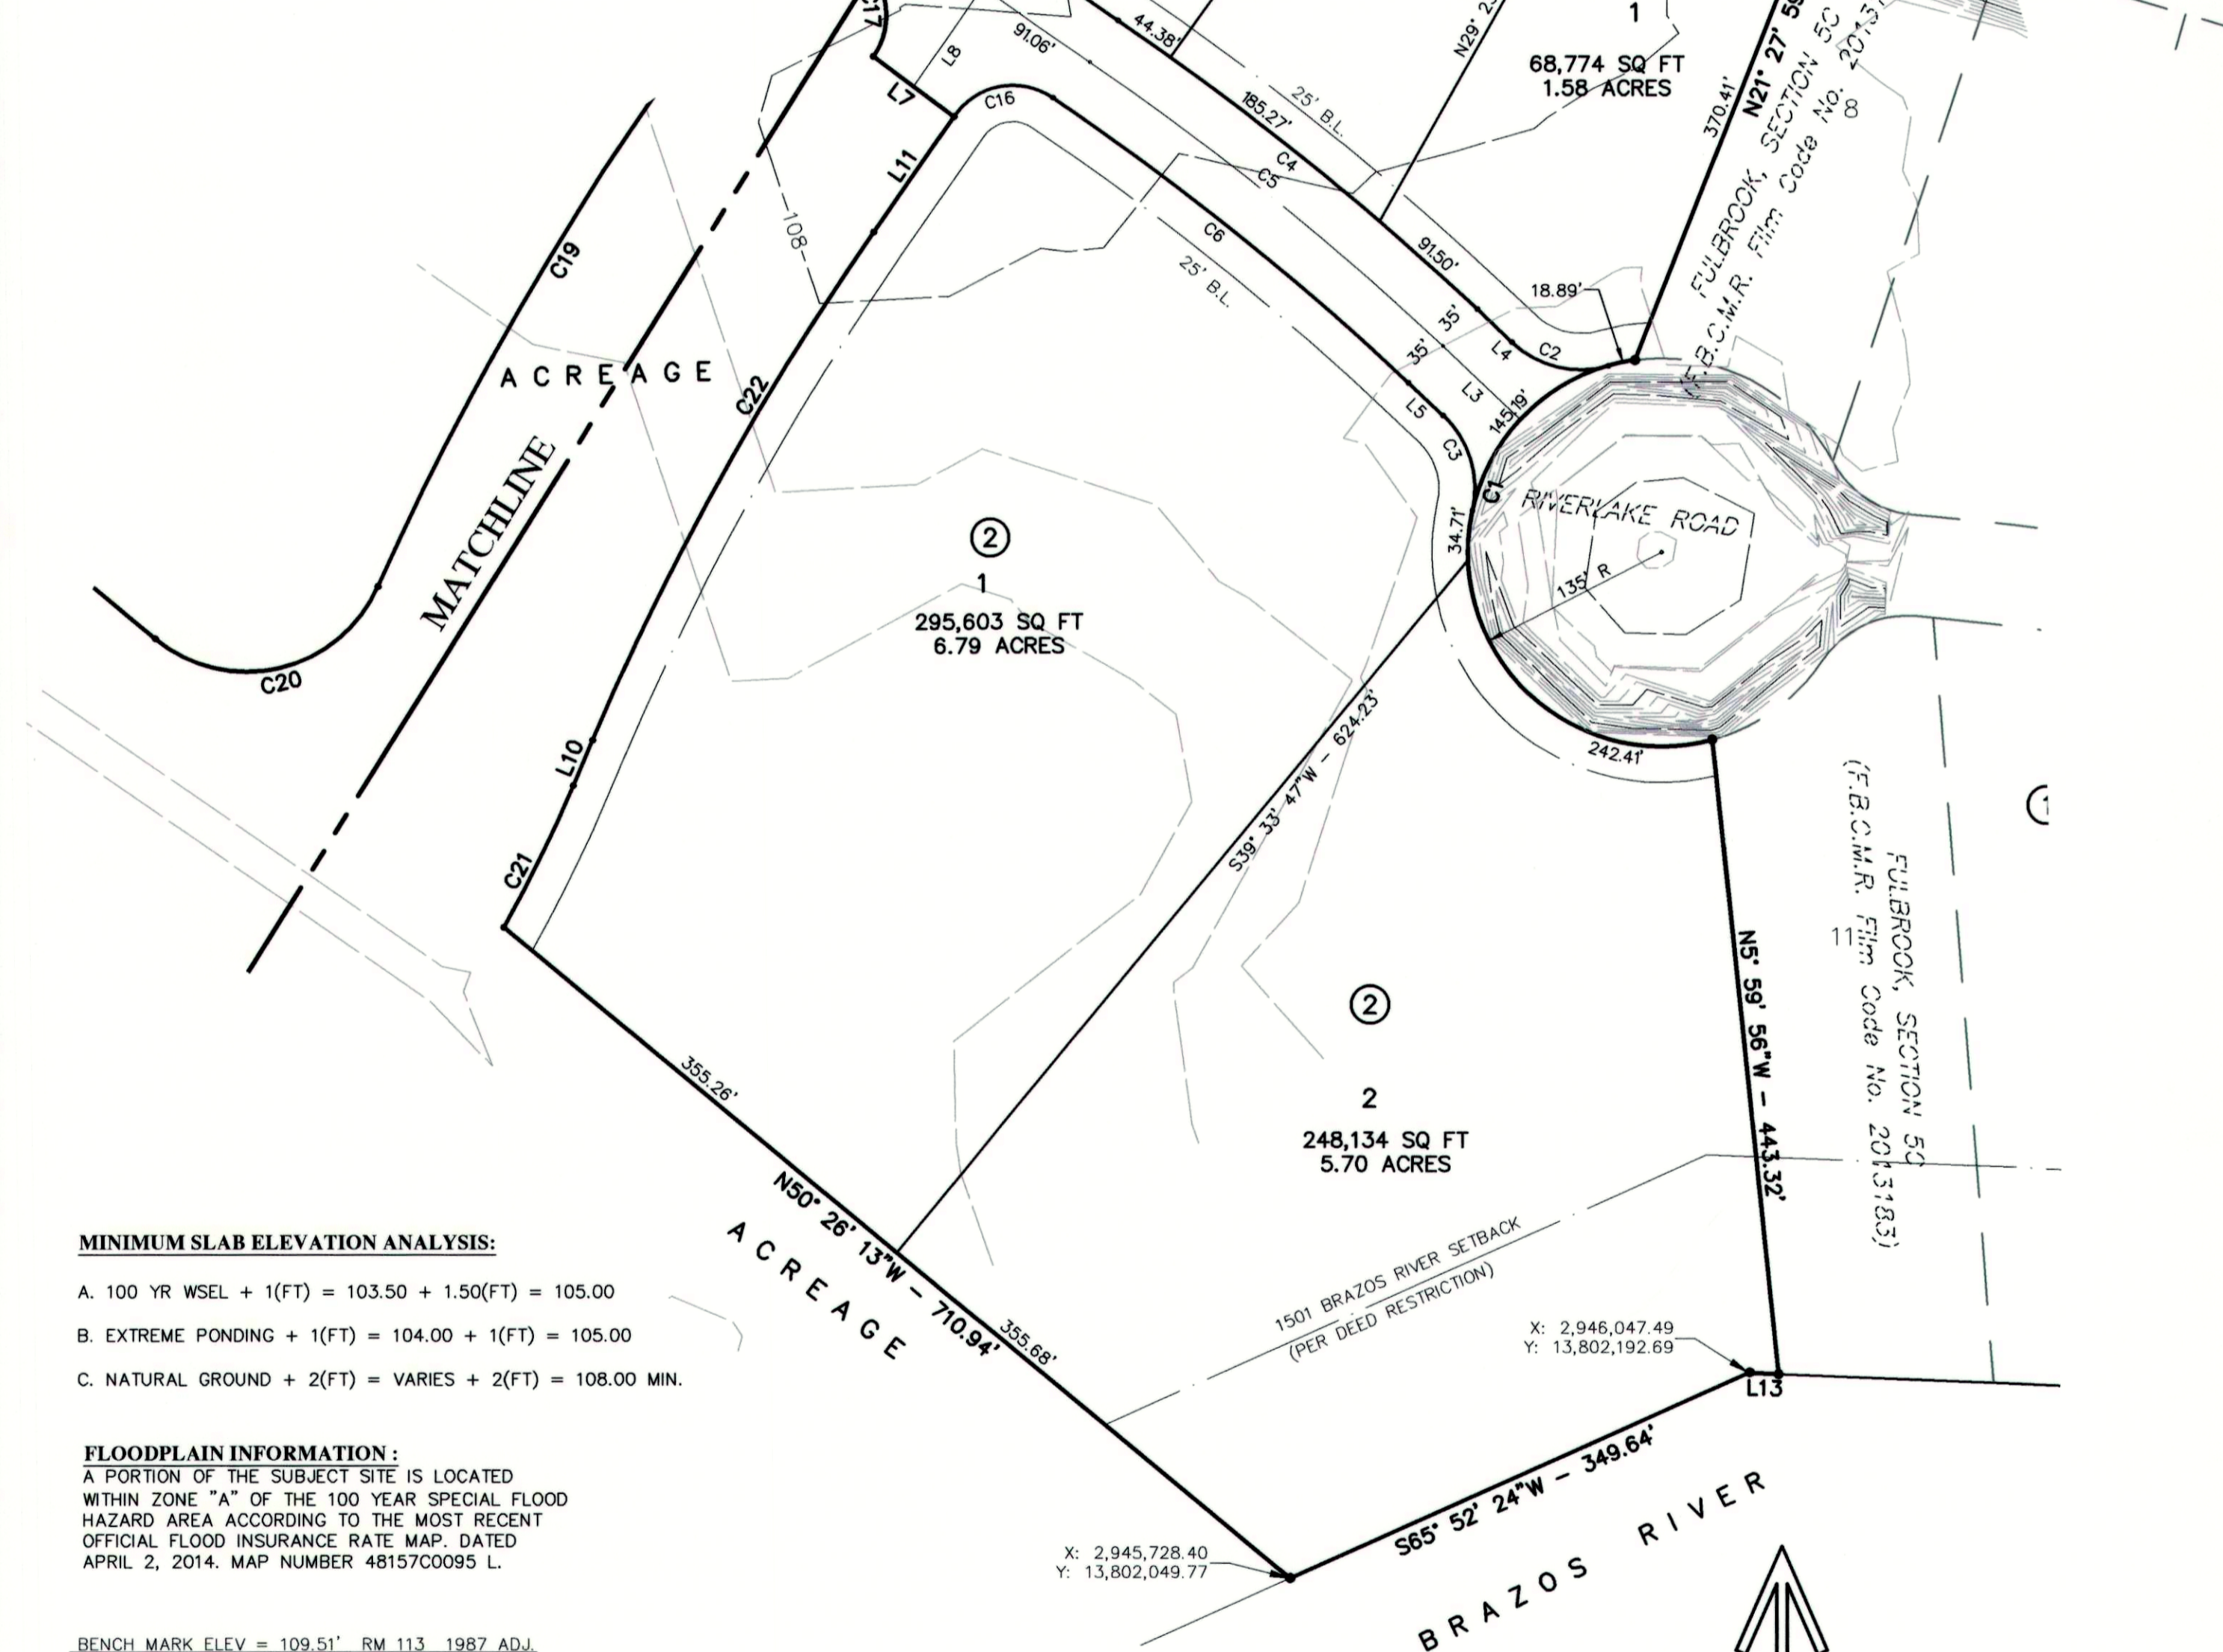 C17
L8
91.06'
44.38'
N29° 2
1
68,774 SQ FT
1.58 ACRES
370.41'
N21° 27' 59
FULBROOK, SECTION 5C
F.B.C.M.R. Film Code No. 2013
8
L7
C16
185.27'
25' B.L.
L11
C4
C5
108
C6
25' B.L.
91.50'
18.89'
C19
35'
35'
L4
C2
ACREAGE
C22
L3
L5
145.19'
C3
MATCHLINE
C1
RIVERLAKE ROAD
34.71'
2
1
295,603 SQ FT
6.79 ACRES
135' R
C20
S39° 33' 47"W - 624.23'
242.41'
L10
C21
(F.B.C.M.R. Film Code No. 2013183)
FULBROOK, SECTION 5C
1
11
N5° 59' 56"W - 443.32'
2
2
248,134 SQ FT
5.70 ACRES
355.26'
N50° 26' 13"W - 710.94'
355.68'
ACREAGE
1501 BRAZOS RIVER SETBACK
(PER DEED RESTRICTION)
X: 2,946,047.49
Y: 13,802,192.69
L13
S65° 52' 24"W - 349.64'
X: 2,945,728.40
Y: 13,802,049.77
BRAZOS RIVER
MINIMUM SLAB ELEVATION ANALYSIS:
A. 100 YR WSEL + 1(FT) = 103.50 + 1.50(FT) = 105.00
B. EXTREME PONDING + 1(FT) = 104.00 + 1(FT) = 105.00
C. NATURAL GROUND + 2(FT) = VARIES + 2(FT) = 108.00 MIN.
FLOODPLAIN INFORMATION :
A PORTION OF THE SUBJECT SITE IS LOCATED
WITHIN ZONE "A" OF THE 100 YEAR SPECIAL FLOOD
HAZARD AREA ACCORDING TO THE MOST RECENT
OFFICIAL FLOOD INSURANCE RATE MAP. DATED
APRIL 2, 2014. MAP NUMBER 48157C0095 L.
BENCH MARK ELEV = 109.51' RM 113 1987 ADJ.